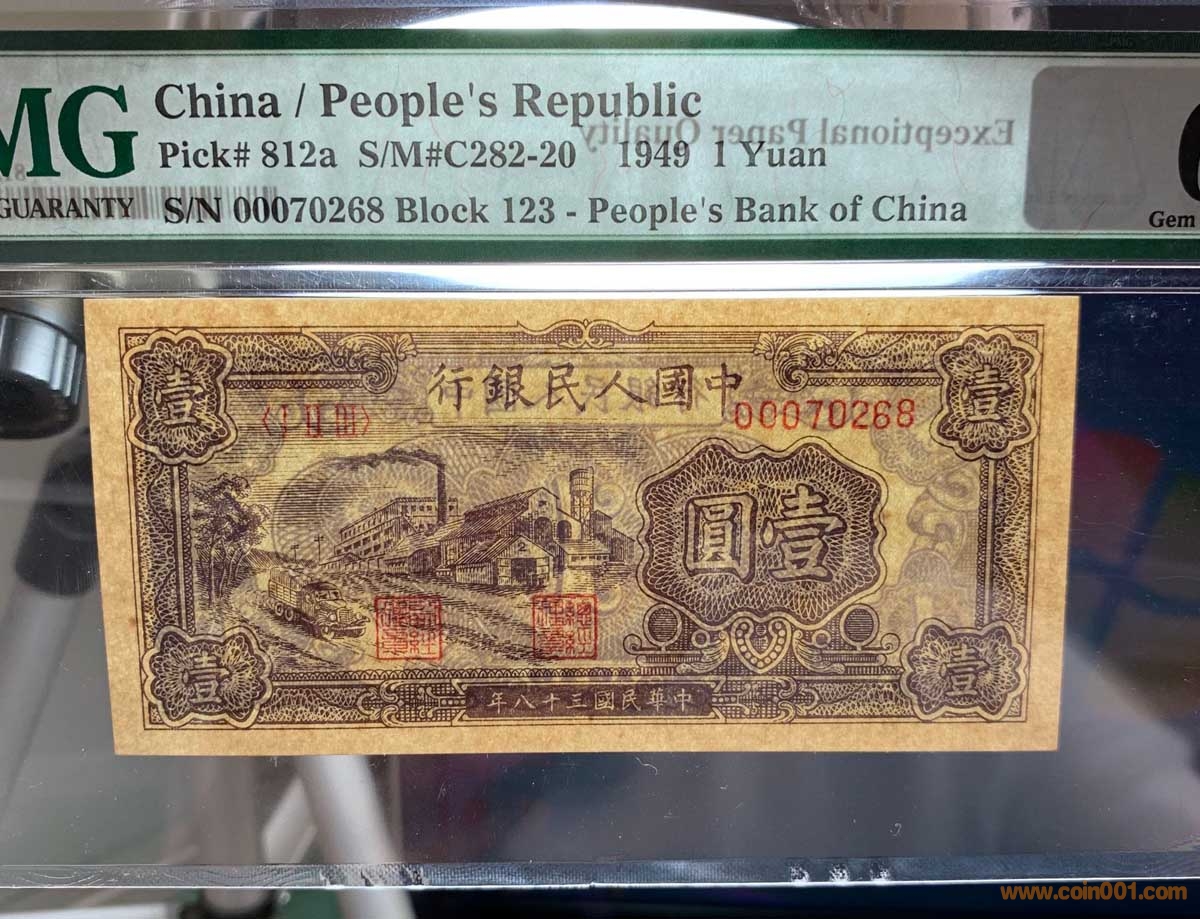 MG
GUARANTY
China / People's Republic
Pick# 812a S/M#C282-20 1949 1 Yuan
S/N 00070268 Block 123 - People's Bank of China
Exceptional Paper Quality
Gem
中國人民銀行
〈I II III〉
00070268
壹
壹
壹圓
壹
壹
中華民國三十八年
www.coin001.com